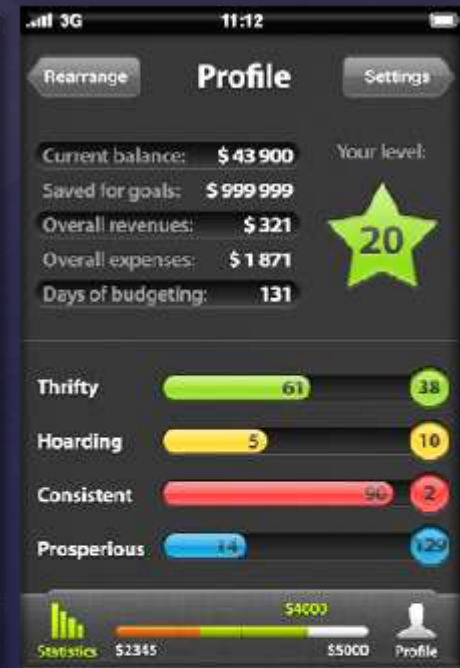 3G 11:12
Rearrange Profile Settings
Current balance: $ 43 900 Your level:
Saved for goals: $ 999 999
Overall revenues: $ 321
20
Overall expenses: $ 1 871
Days of budgeting: 131
Thrifty 61 38
Hoarding 5 10
Consistent 90 2
Prosperious 14 129
$4000
Statistics $2345 $5000 Profile